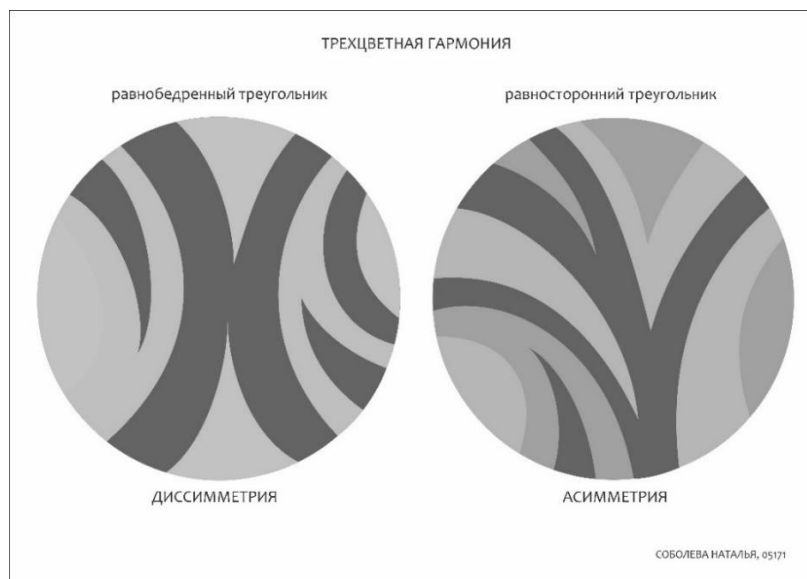 ТРЕХЦВЕТНАЯ ГАРМОНИЯ
равнобедренный треугольник
равносторонний треугольник
ДИССИММЕТРИЯ
АСИММЕТРИЯ
СОБОЛЕВА НАТАЛЬЯ, 05171